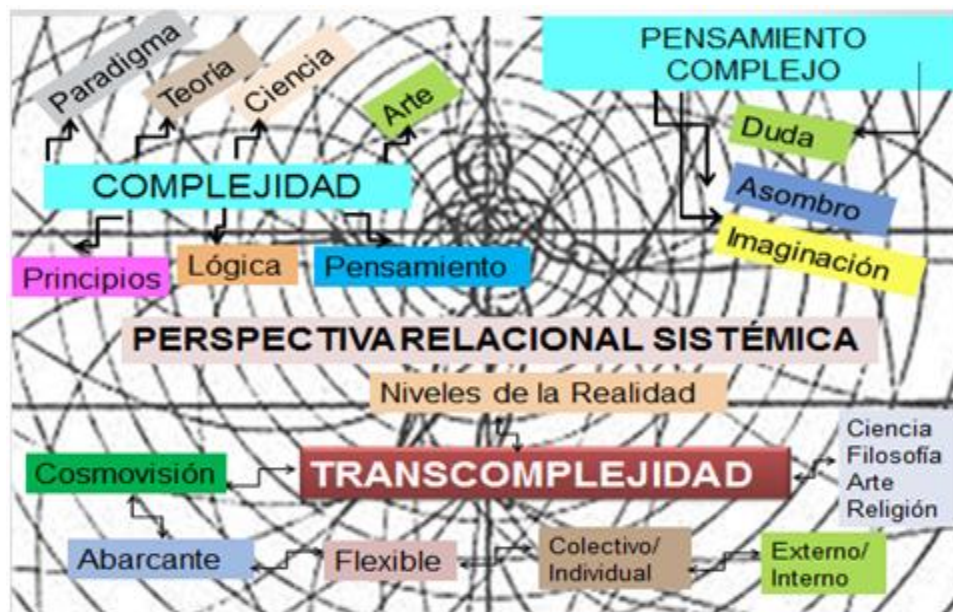 Paradigma
Teoría
Ciencia
Arte
COMPLEJIDAD
Principios
Lógica
Pensamiento
PENSAMIENTO
COMPLEJO
Duda
Asombro
Imaginación
PERSPECTIVA RELACIONAL SISTÉMICA
Niveles de la Realidad
Cosmovisión
TRANSCOMPLEJIDAD
Ciencia
Filosofía
Arte
Religión
Abarcante
Flexible
Colectivo/
Individual
Externo/
Interno